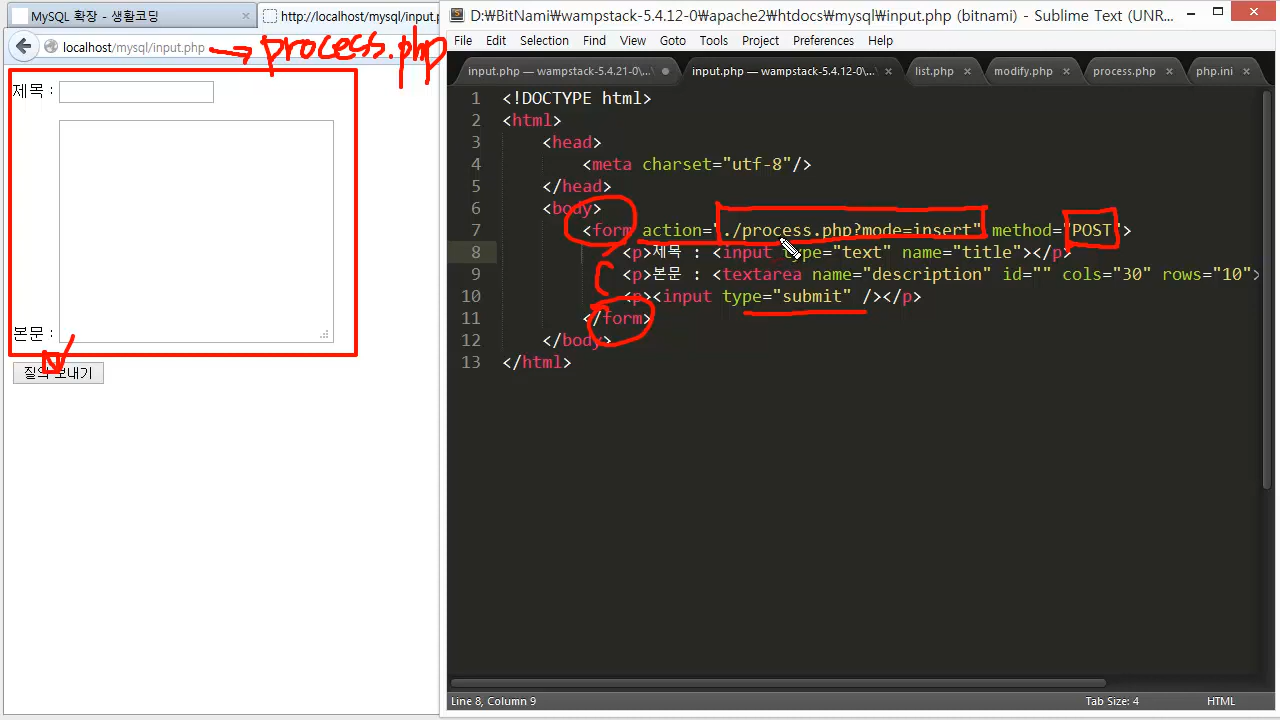 MySQL 확장 - 생활코딩
http://localhost/mysql/input.p
localhost/mysql/input.php
process.php
제목 :
본문 :
질의 보내기
D:₩BitNami₩wampstack-5.4.12-0₩apache2₩htdocs₩mysql₩input.php (bitnami) - Sublime Text (UNR...
File Edit Selection Find View Goto Tools Project Preferences Help
input.php — wampstack-5.4.21-0₩... input.php — wampstack-5.4.12-0₩... list.php modify.php process.php php.ini
1 <!DOCTYPE html>
2 <html>
3 <head>
4 <meta charset="utf-8"/>
5 </head>
6 <body>
7 <form action="./process.php?mode=insert" method="POST">
8 <p>제목 : <input type="text" name="title"></p>
9 <p>본문 : <textarea name="description" id="" cols="30" rows="10">
10 <p><input type="submit" /></p>
11 </form>
12 </body>
13 </html>
Line 8, Column 9 Tab Size: 4 HTML